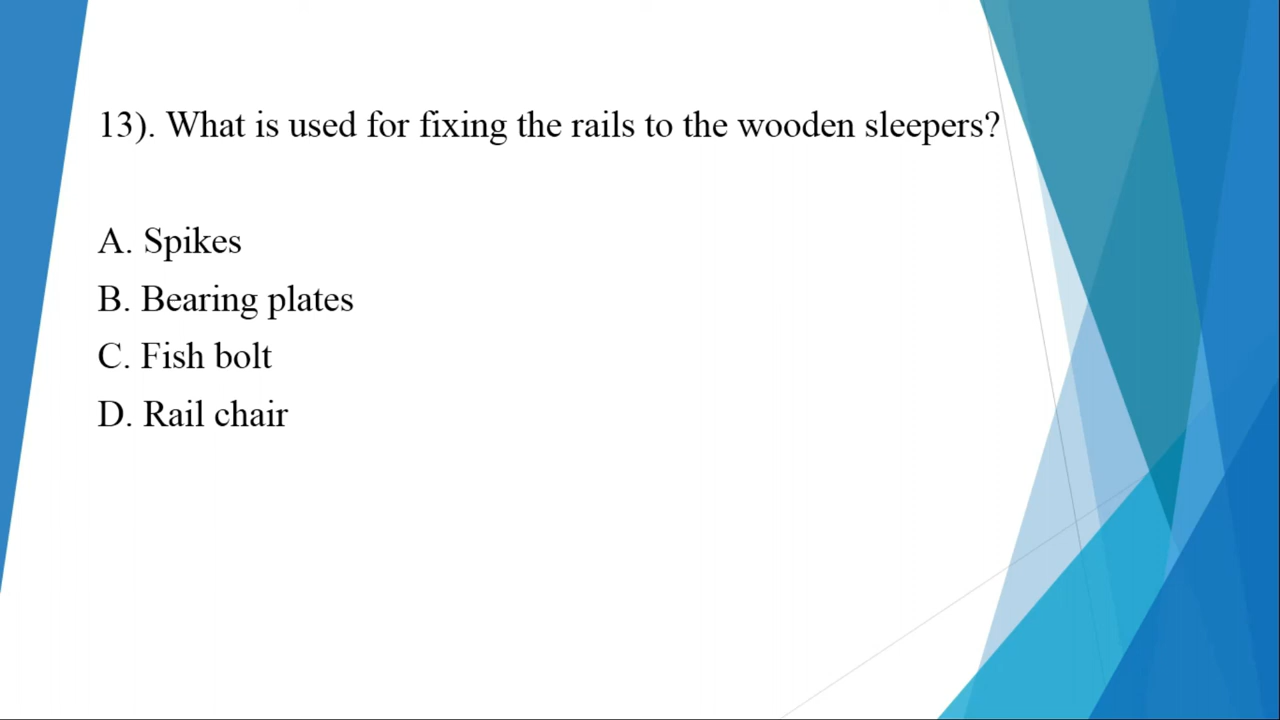 13). What is used for fixing the rails to the wooden sleepers?
A. Spikes
B. Bearing plates
C. Fish bolt
D. Rail chair